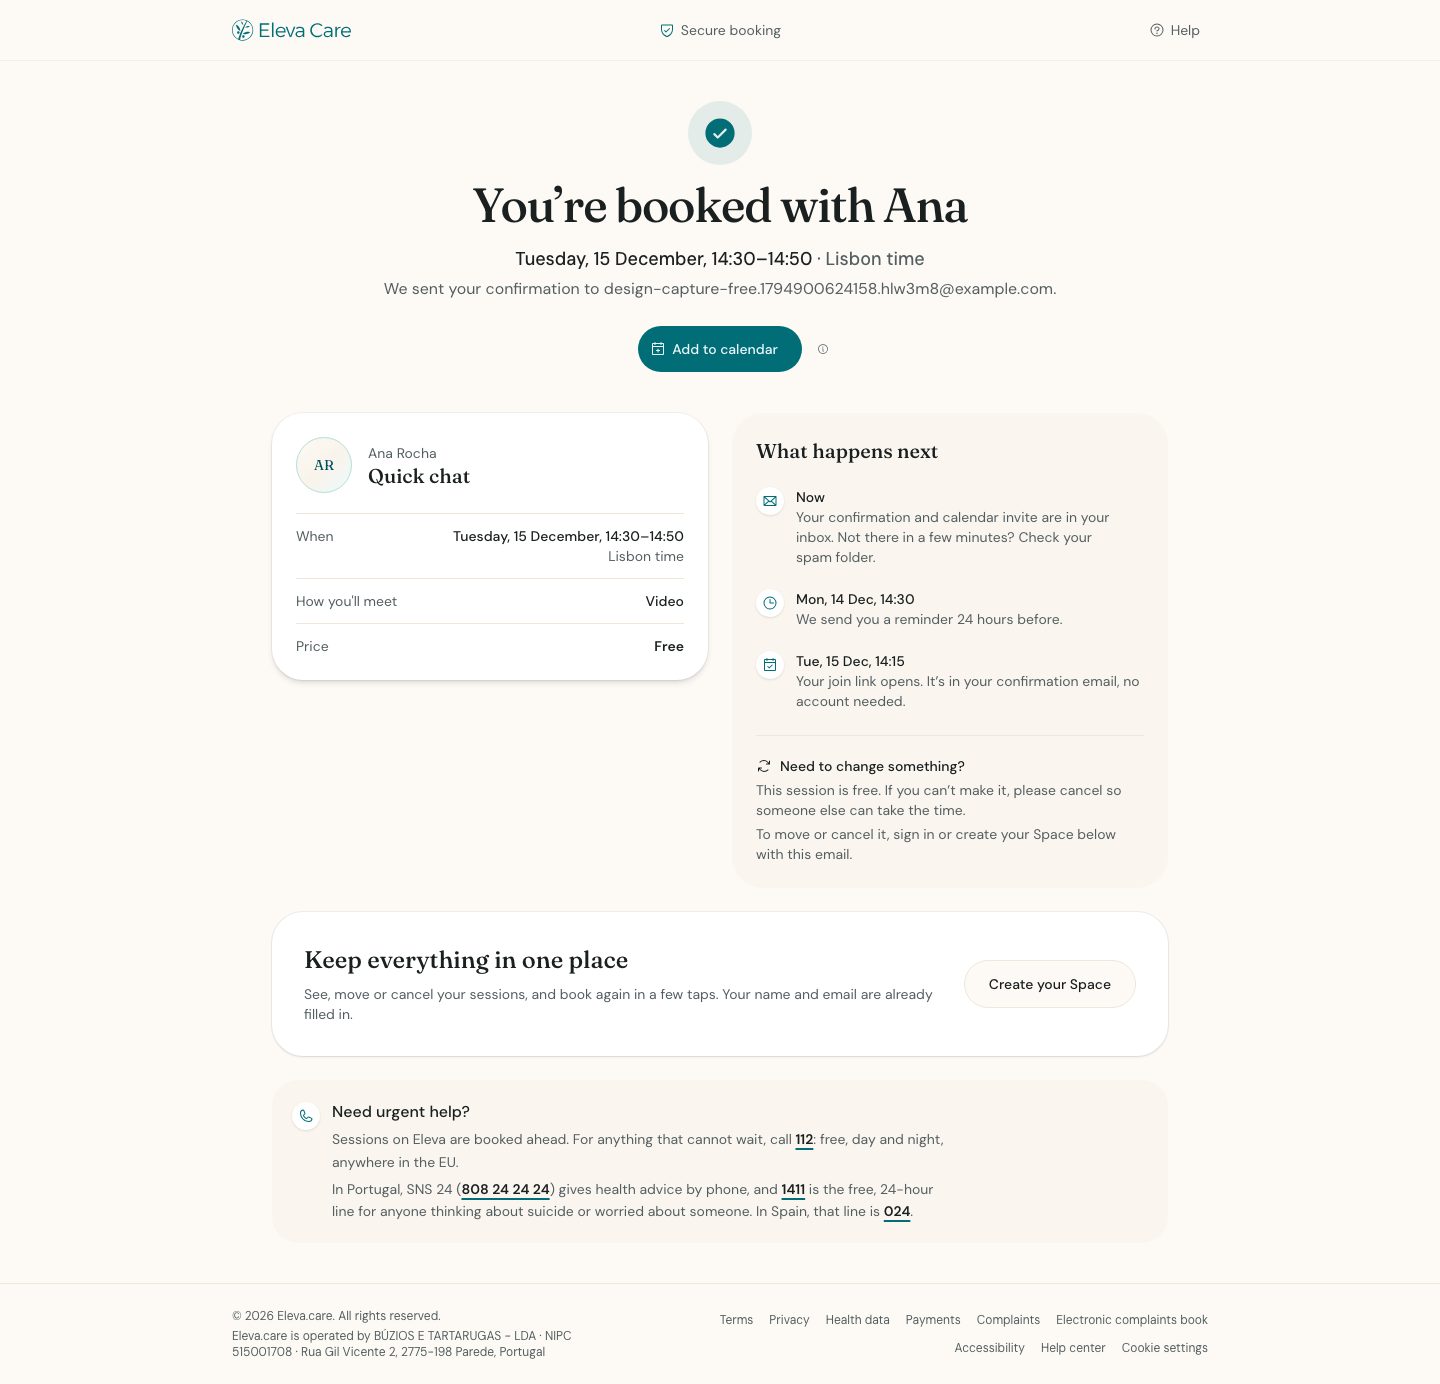 Eleva Care
Secure booking
Help
You’re booked with Ana
Tuesday, 15 December, 14:30–14:50 · Lisbon time
We sent your confirmation to design-capture-free.1794900624158.hlw3m8@example.com.
Add to calendar
AR
Ana Rocha
Quick chat
When
Tuesday, 15 December, 14:30–14:50
Lisbon time
How you'll meet
Video
Price
Free
What happens next
Now
Your confirmation and calendar invite are in your
inbox. Not there in a few minutes? Check your
spam folder.
Mon, 14 Dec, 14:30
We send you a reminder 24 hours before.
Tue, 15 Dec, 14:15
Your join link opens. It’s in your confirmation email, no
account needed.
Need to change something?
This session is free. If you can’t make it, please cancel so
someone else can take the time.
To move or cancel it, sign in or create your Space below
with this email.
Keep everything in one place
See, move or cancel your sessions, and book again in a few taps. Your name and email are already
filled in.
Create your Space
Need urgent help?
Sessions on Eleva are booked ahead. For anything that cannot wait, call 112: free, day and night,
anywhere in the EU.
In Portugal, SNS 24 (808 24 24 24) gives health advice by phone, and 1411 is the free, 24-hour
line for anyone thinking about suicide or worried about someone. In Spain, that line is 024.
© 2026 Eleva.care. All rights reserved.
Eleva.care is operated by BÚZIOS E TARTARUGAS - LDA · NIPC
515001708 · Rua Gil Vicente 2, 2775-198 Parede, Portugal
Terms Privacy Health data Payments Complaints Electronic complaints book
Accessibility Help center Cookie settings